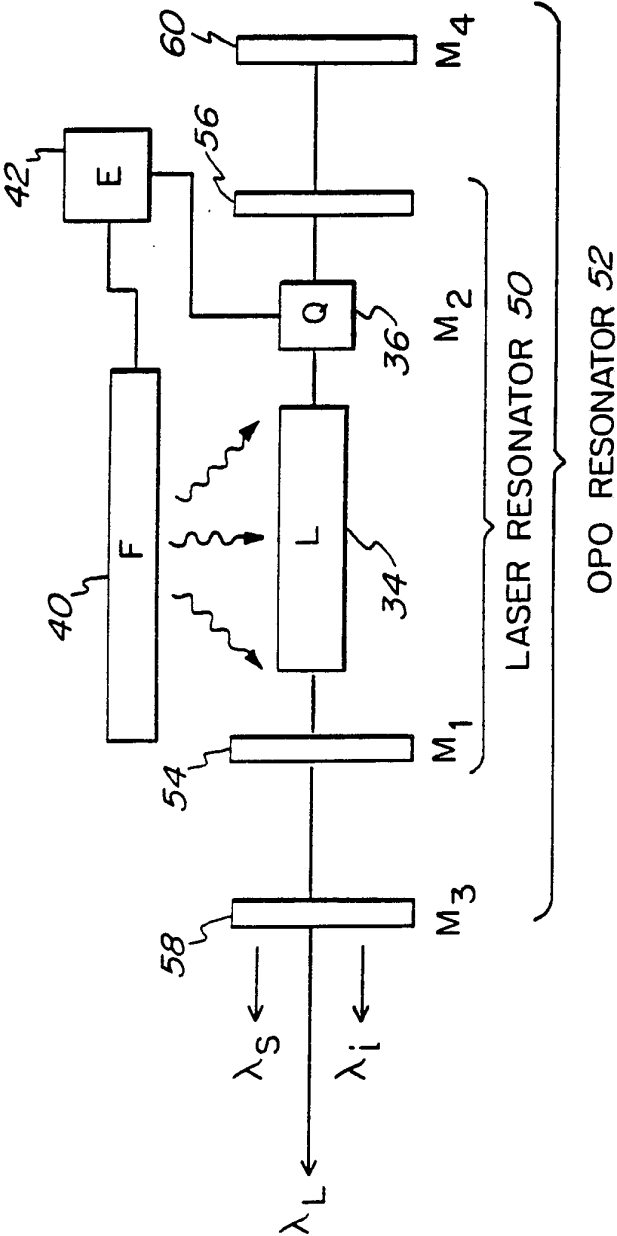 42
E
40
F
60
56
L
Q
34
36
54
58
M3
M1
M2
M4
λS
λL
λi
LASER RESONATOR 50
OPO RESONATOR 52